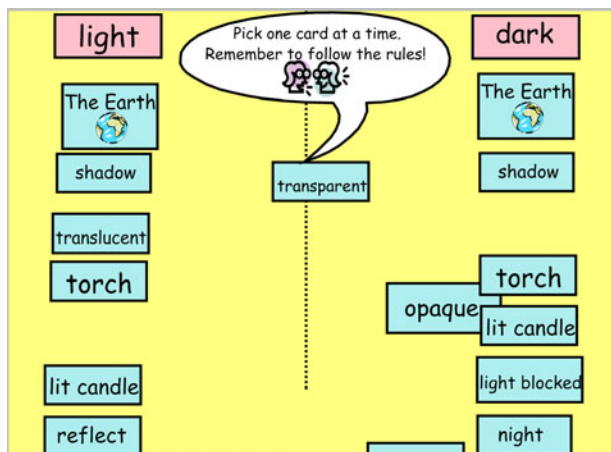 light
Pick one card at a time.
Remember to follow the rules!
dark
The Earth
The Earth
shadow
shadow
transparent
translucent
torch
torch
opaque
lit candle
lit candle
light blocked
reflect
night